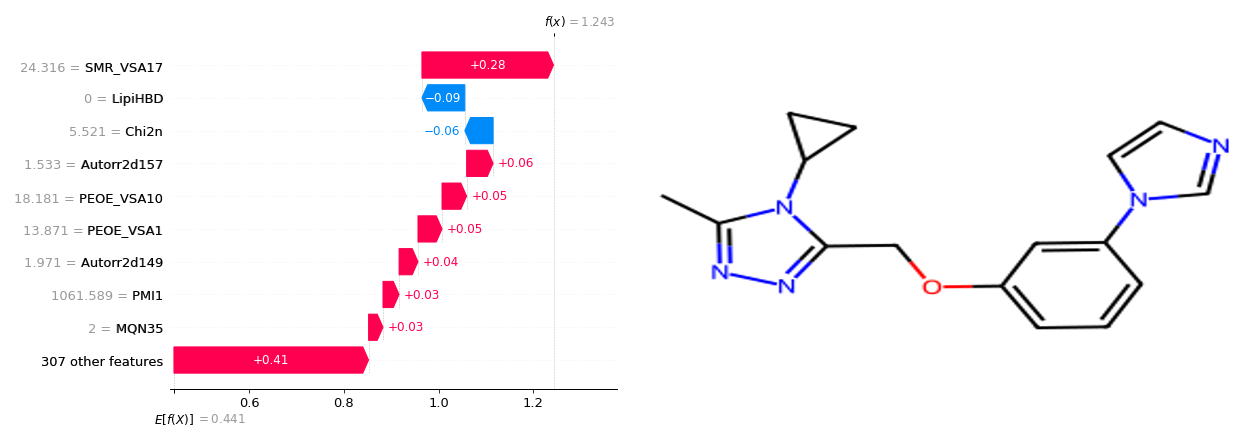 f(x) = 1.243
24.316 = SMR_VSA17
+0.28
0 = LipiHBD
−0.09
5.521 = Chi2n
−0.06
1.533 = Autorr2d157
+0.06
18.181 = PEOE_VSA10
+0.05
13.871 = PEOE_VSA1
+0.05
1.971 = Autorr2d149
+0.04
1061.589 = PMI1
+0.03
2 = MQN35
+0.03
307 other features
+0.41
0.6 0.8 1.0 1.2
E[f(X)] = 0.441
N
N
N
N
N
O